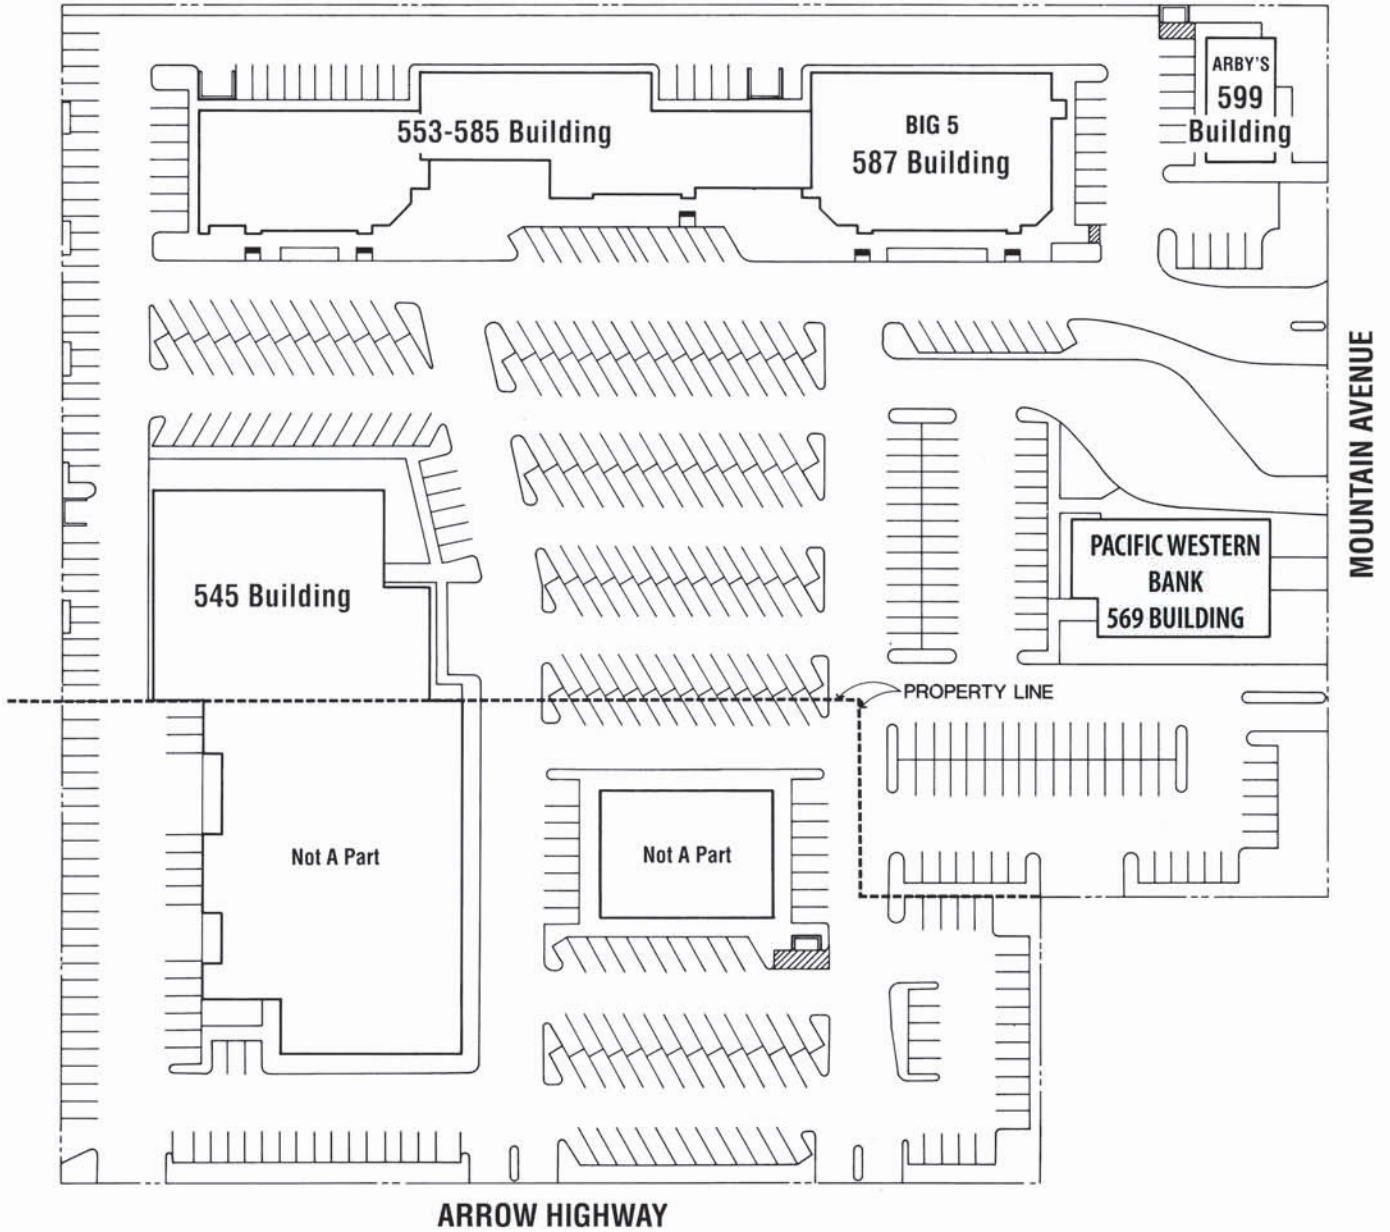 ARBY'S
599
Building
553-585 Building
BIG 5
587 Building
MOUNTAIN AVENUE
PACIFIC WESTERN
BANK
569 BUILDING
545 Building
PROPERTY LINE
Not A Part
Not A Part
ARROW HIGHWAY